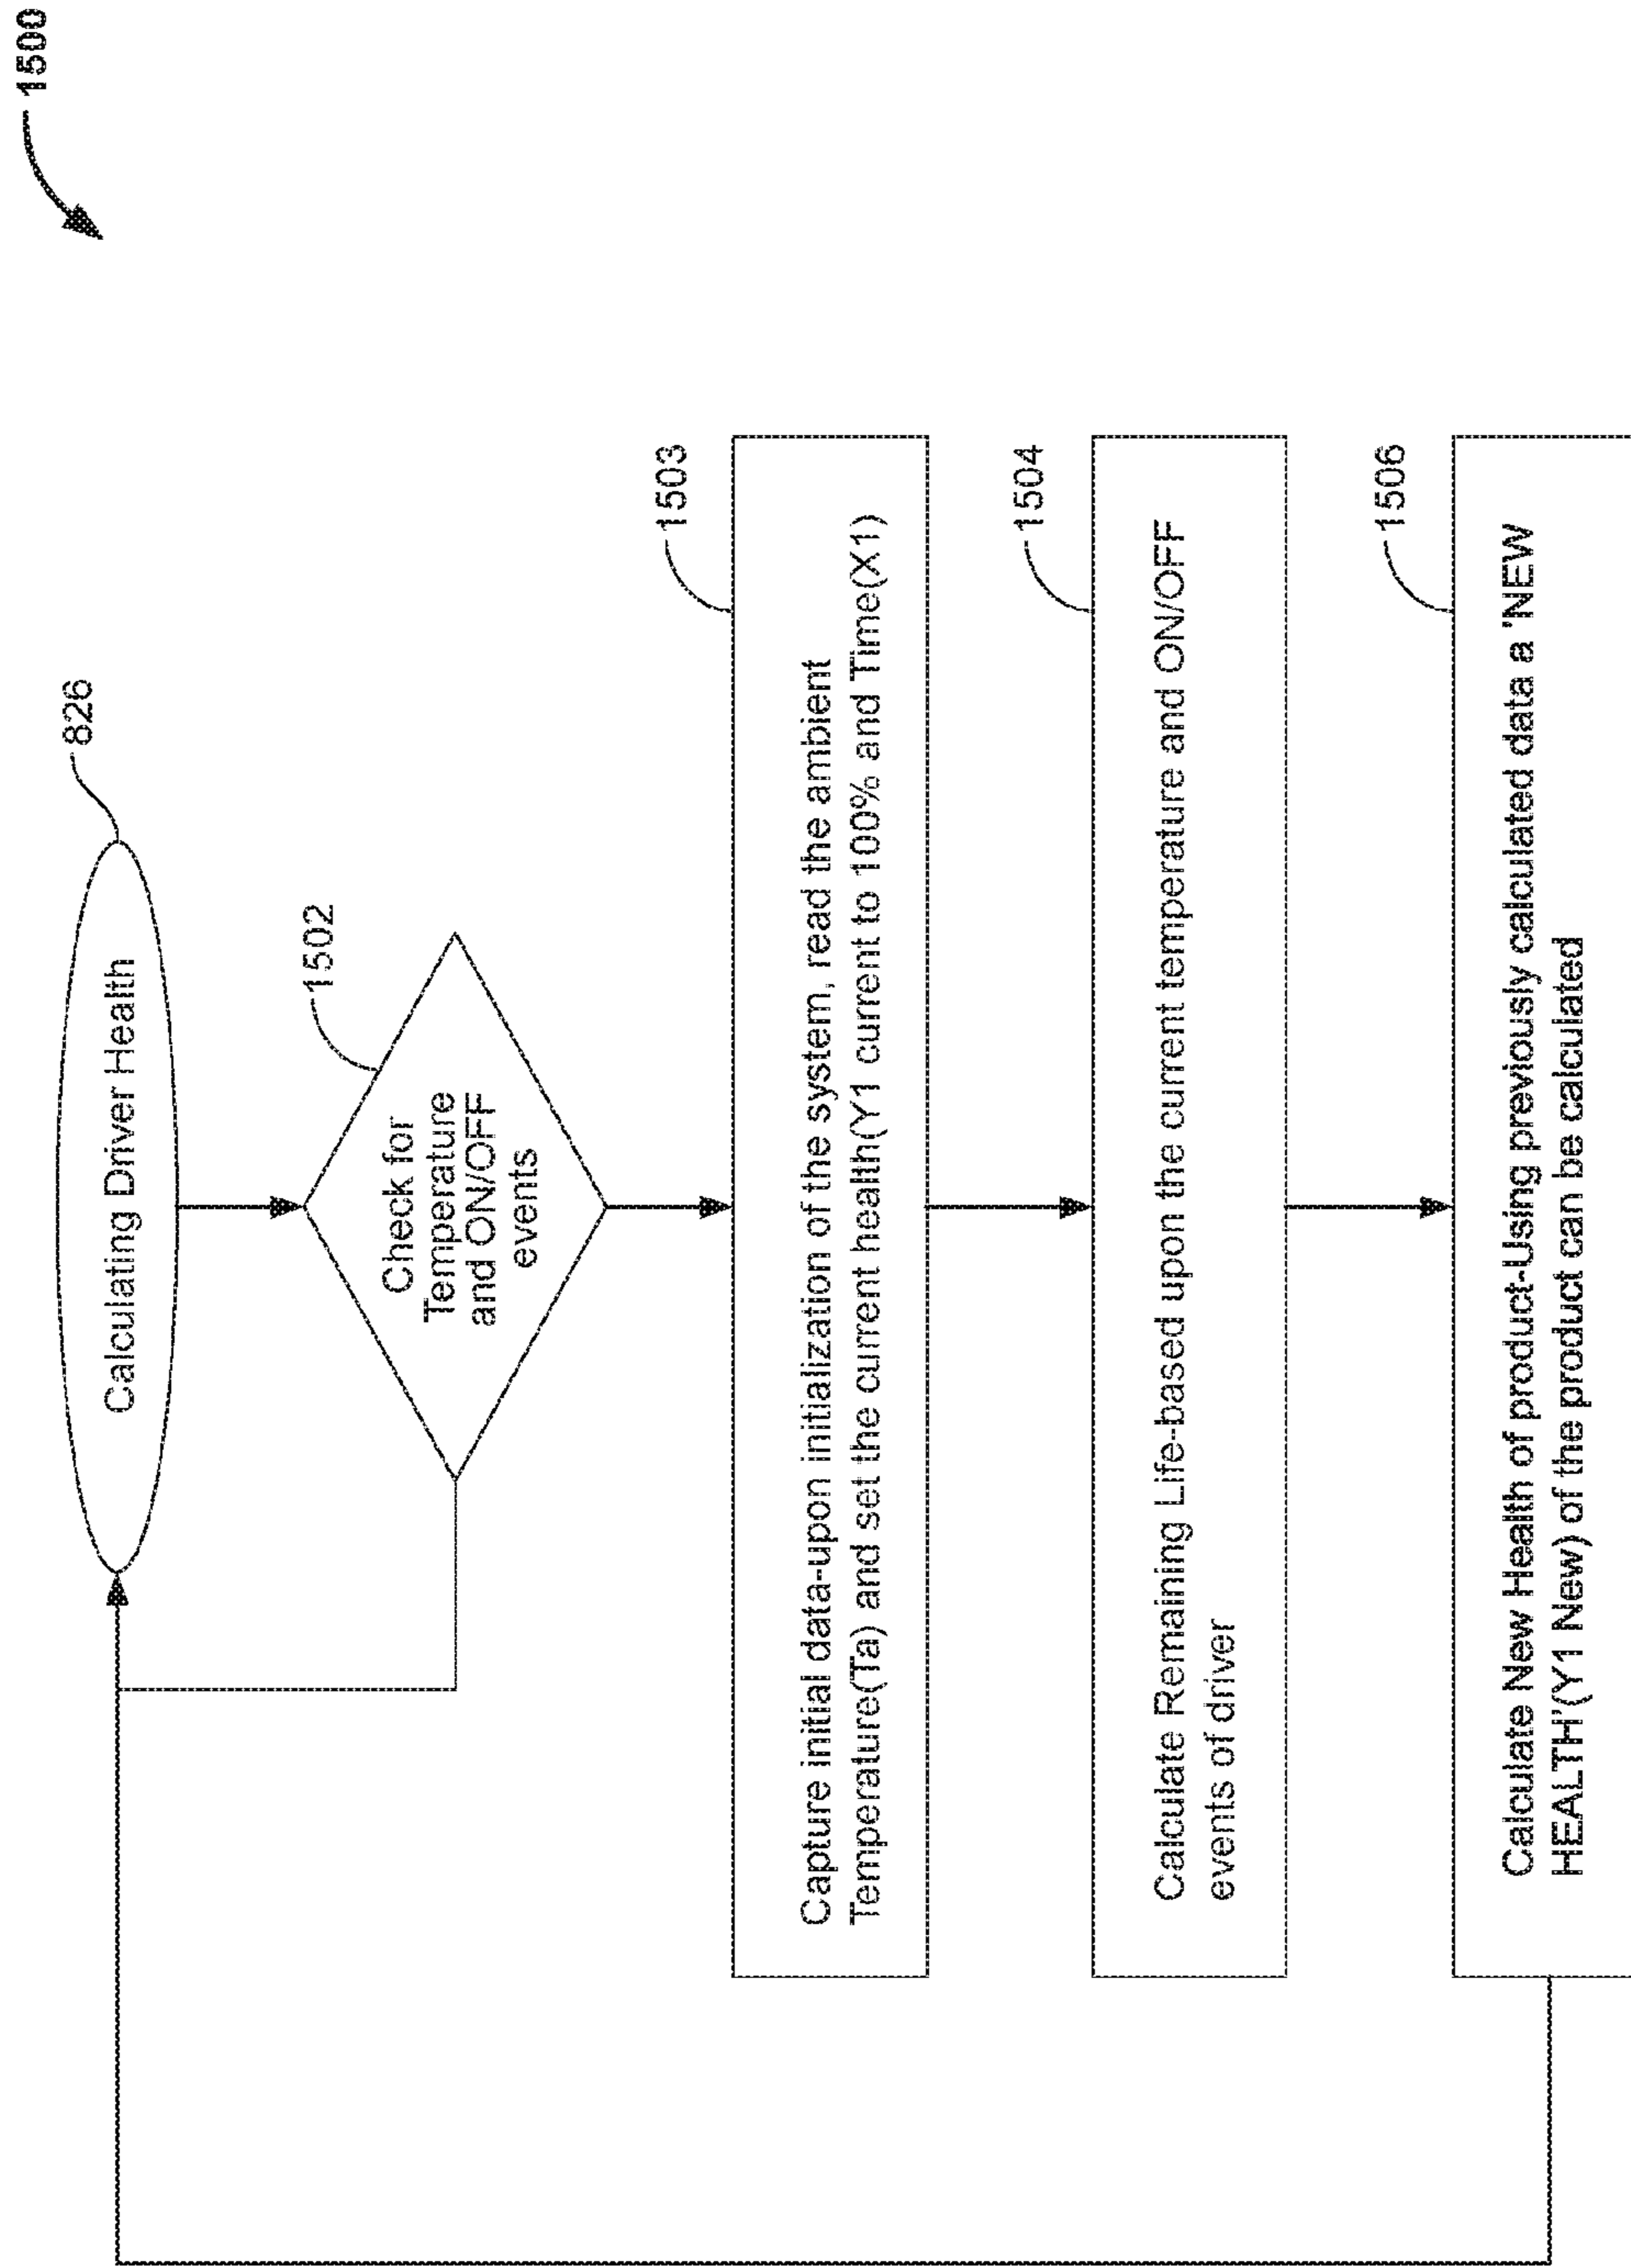 1500
826
Calculating Driver Health
1502
Check for
Temperature
and ON/OFF
events
1503
Capture initial data-upon initialization of the system, read the ambient
Temperature(Ta) and set the current health(Y1 current to 100% and Time(X1)
1504
Calculate Remaining Life-based upon the current temperature and ON/OFF
events of driver
1506
Calculate New Health of product-Using previously calculated data a 'NEW
HEALTH'(Y1 New) of the product can be calculated